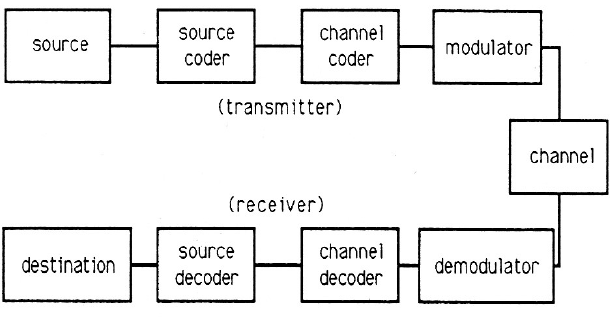 source
source
coder
channel
coder
modulator
(transmitter)
channel
(receiver)
destination
source
decoder
channel
decoder
demodulator